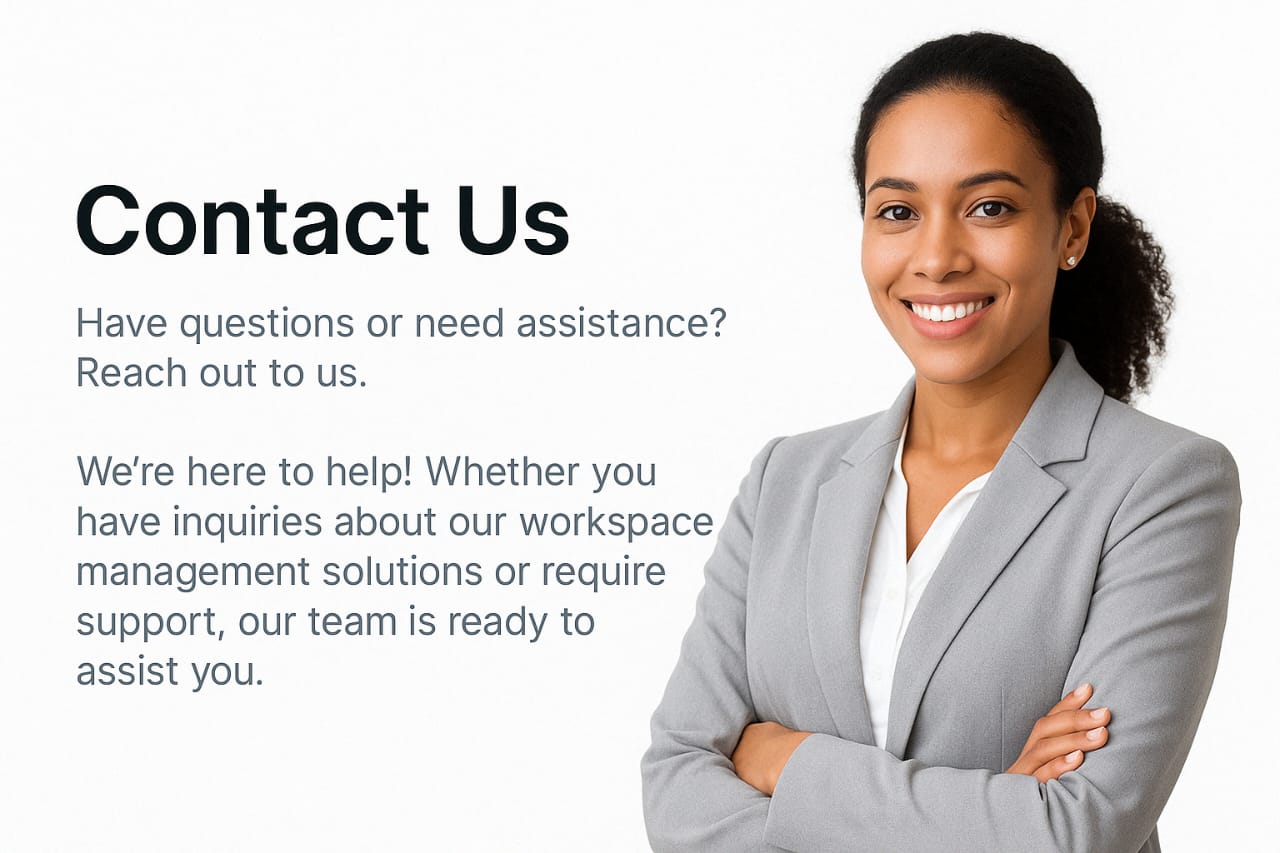 Contact Us
Have questions or need assistance?
Reach out to us.
We’re here to help! Whether you
have inquiries about our workspace
management solutions or require
support, our team is ready to
assist you.